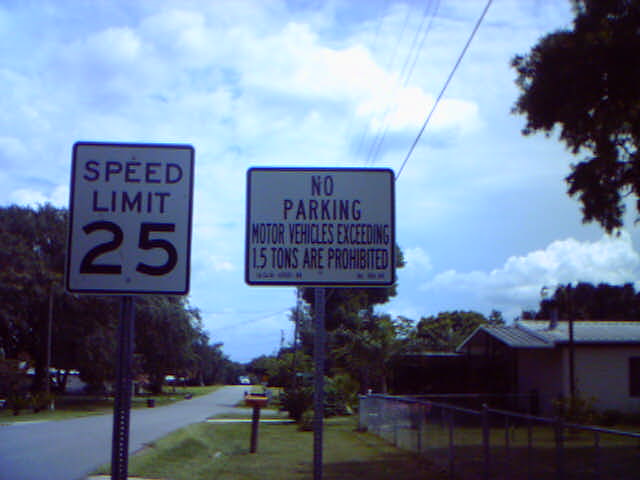 SPEED
LIMIT
25
NO
PARKING
MOTOR VEHICLES EXCEEDING
1.5 TONS ARE PROHIBITED